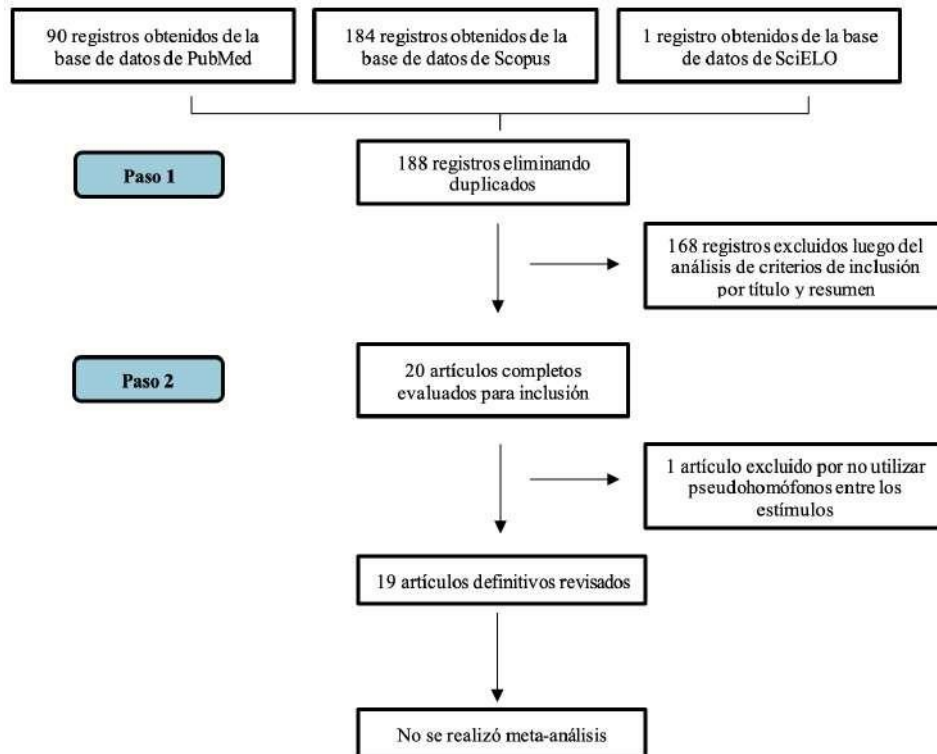 90 registros obtenidos de la
base de datos de PubMed
184 registros obtenidos de la
base de datos de Scopus
1 registro obtenidos de la base
de datos de SciELO
Paso 1
188 registros eliminando
duplicados
168 registros excluidos luego del
análisis de criterios de inclusión
por título y resumen
Paso 2
20 artículos completos
evaluados para inclusión
1 artículo excluido por no utilizar
pseudohomófonos entre los
estímulos
19 artículos definitivos revisados
No se realizó meta-análisis